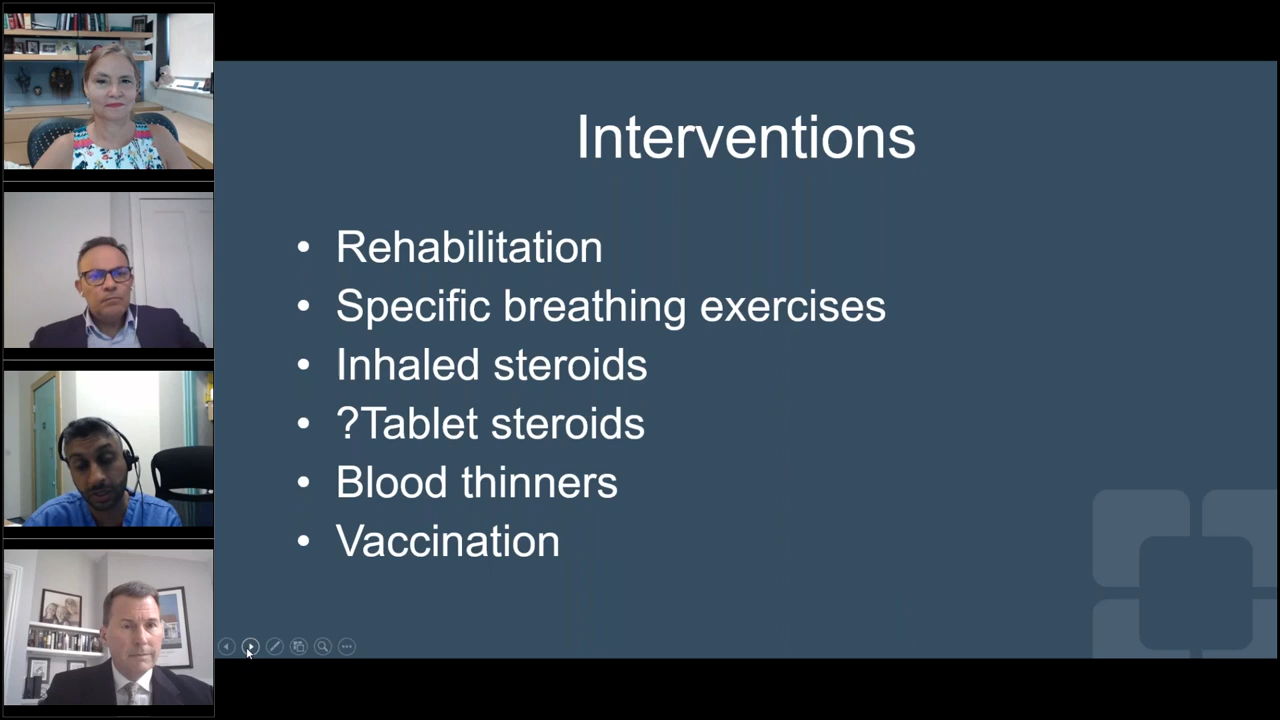 Interventions
• Rehabilitation
• Specific breathing exercises
• Inhaled steroids
• ?Tablet steroids
• Blood thinners
• Vaccination